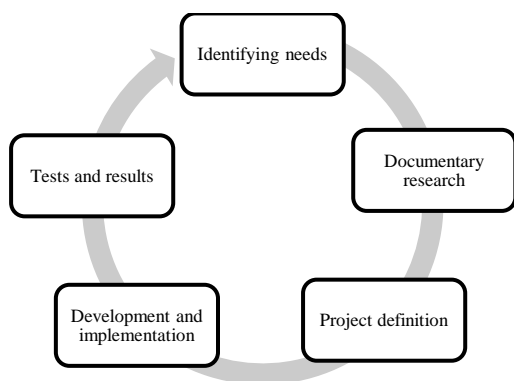 Identifying needs
Documentary
research
Project definition
Development and
implementation
Tests and results